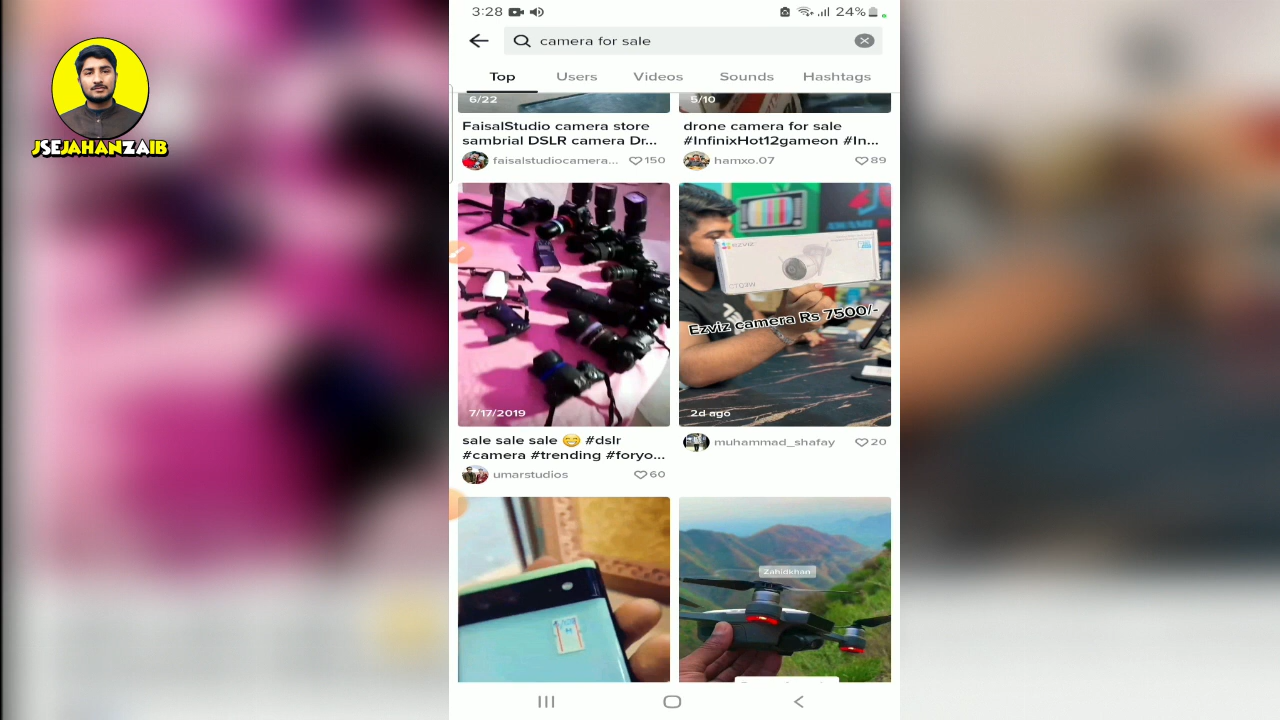 3:28
24%
JSEJAHANZAIB
camera for sale
Top Users Videos Sounds Hashtags
6/22
5/10
FaisalStudio camera store
sambrial DSLR camera Dr...
faisalstudiocamera... 150
drone camera for sale
#InfinixHot12gameon #In...
hamxo.07 89
EZVIZ
Ezviz camera Rs 7500/-
7/17/2019
2d ago
sale sale sale 😁 #dslr
#camera #trending #foryo...
umarstudios 60
muhammad_shafay 20
Zahidkhan